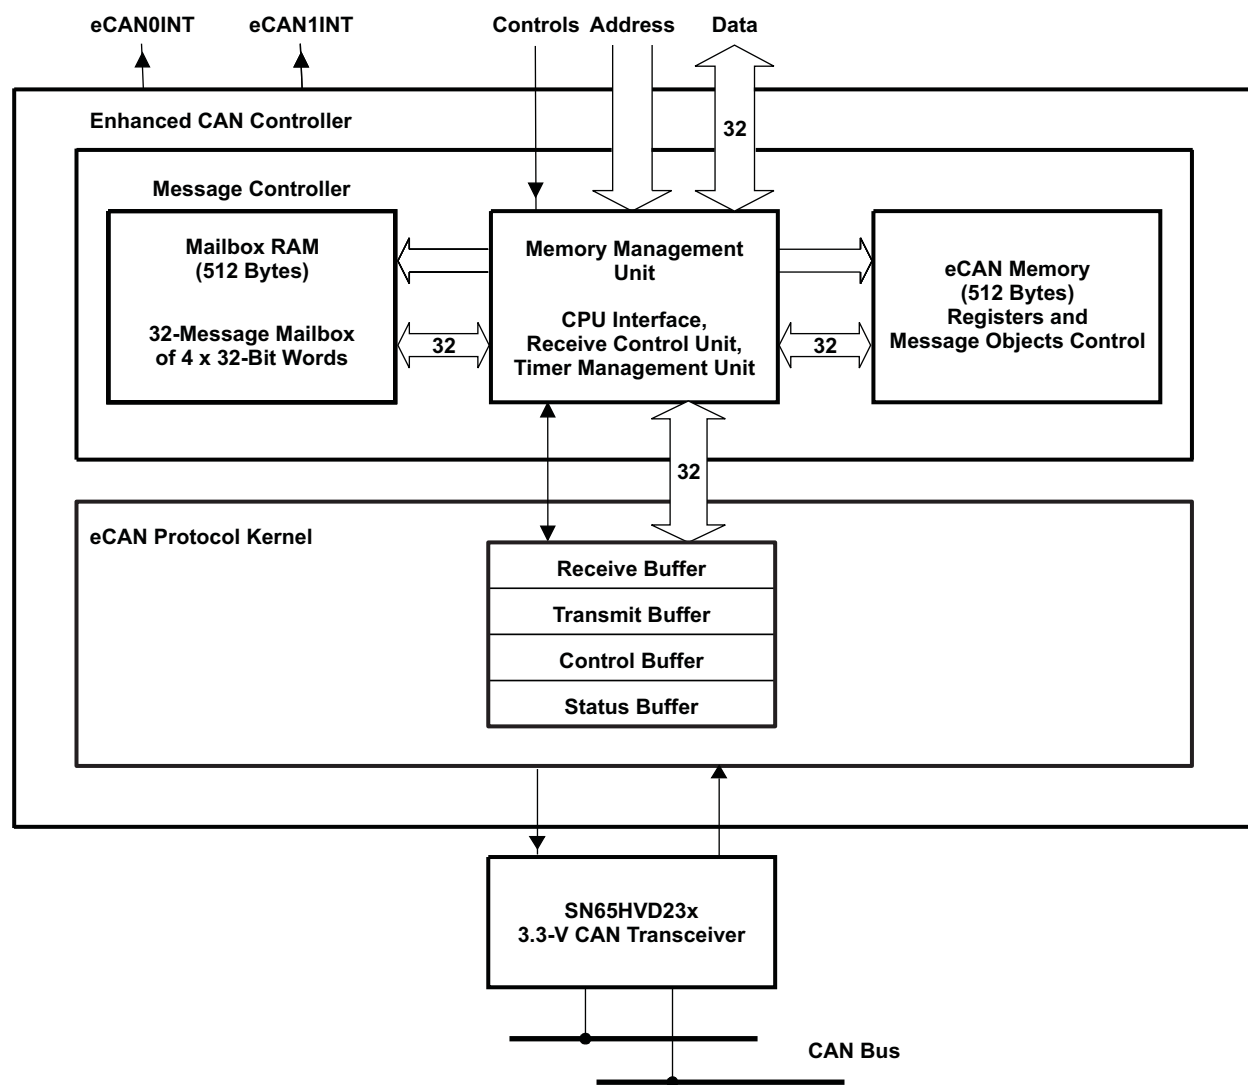 eCAN0INT
eCAN1INT
Controls
Address
Data
32
Enhanced CAN Controller
Message Controller
Mailbox RAM
(512 Bytes)
32-Message Mailbox
of 4 x 32-Bit Words
32
Memory Management
Unit
CPU Interface,
Receive Control Unit,
Timer Management Unit
32
eCAN Memory
(512 Bytes)
Registers and
Message Objects Control
32
eCAN Protocol Kernel
Receive Buffer
Transmit Buffer
Control Buffer
Status Buffer
SN65HVD23x
3.3-V CAN Transceiver
CAN Bus